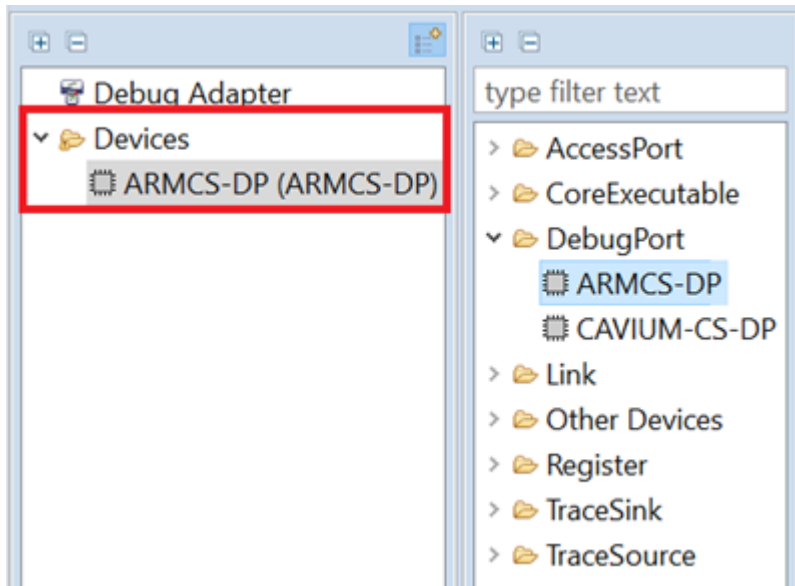 Debug Adapter
Devices
ARMCS-DP (ARMCS-DP)
type filter text
AccessPort
CoreExecutable
DebugPort
ARMCS-DP
CAVIUM-CS-DP
Link
Other Devices
Register
TraceSink
TraceSource